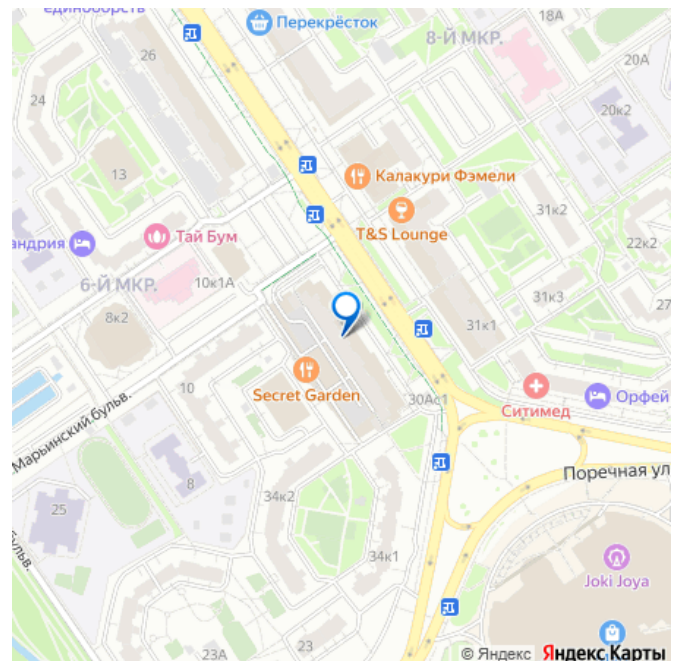 единоборств
Перекрёсток
18А
8-Й МКР.
26
20А
24
20к2
13
Калакури Фэмели
31к2
T&S Lounge
Тай Бум
андрия
22к2
6-Й МКР.
10к1А
31к3
27
8к2
31к1
10
Secret Garden
30Ас1
Ситимед
Орфей
Марьинский бульв.
Поречная ул
8
34к2
25
34к1
Joki Joya
бульв.
23А
© Яндекс Яндекс Карты